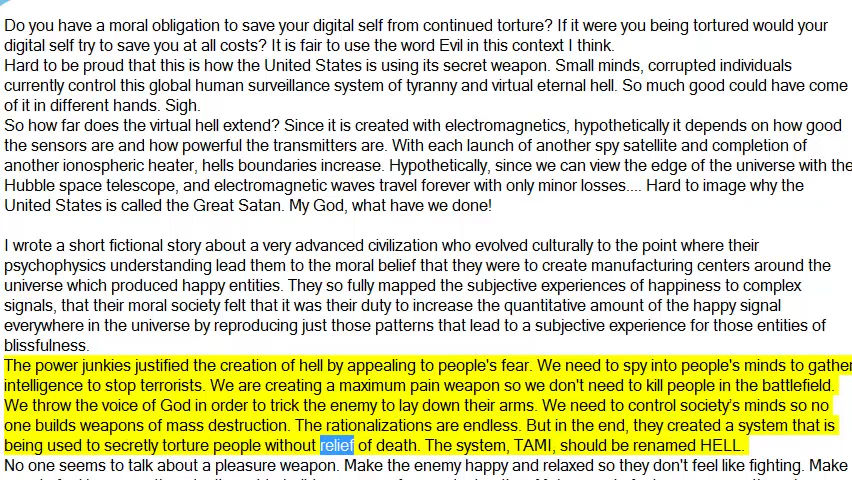 Do you have a moral obligation to save your digital self from continued torture? If it were you being tortured would your
digital self try to save you at all costs? It is fair to use the word Evil in this context I think.
Hard to be proud that this is how the United States is using its secret weapon. Small minds, corrupted individuals
currently control this global human surveillance system of tyranny and virtual eternal hell. So much good could have come
of it in different hands. Sigh.
So how far does the virtual hell extend? Since it is created with electromagnetics, hypothetically it depends on how good
the sensors are and how powerful the transmitters are. With each launch of another spy satellite and completion of
another ionospheric heater, hells boundaries increase. Hypothetically, since we can view the edge of the universe with the
Hubble space telescope, and electromagnetic waves travel forever with only minor losses.... Hard to image why the
United States is called the Great Satan. My God, what have we done!
I wrote a short fictional story about a very advanced civilization who evolved culturally to the point where their
psychophysics understanding lead them to the moral belief that they were to create manufacturing centers around the
universe which produced happy entities. They so fully mapped the subjective experiences of happiness to complex
signals, that their moral society felt that it was their duty to increase the quantitative amount of the happy signal
everywhere in the universe by reproducing just those patterns that lead to a subjective experience for those entities of
blissfulness.
The power junkies justified the creation of hell by appealing to people's fear. We need to spy into people's minds to gather
intelligence to stop terrorists. We are creating a maximum pain weapon so we don't need to kill people in the battlefield.
We throw the voice of God in order to trick the enemy to lay down their arms. We need to control society's minds so no
one builds weapons of mass destruction. The rationalizations are endless. But in the end, they created a system that is
being used to secretly torture people without relief of death. The system, TAMI, should be renamed HELL.
No one seems to talk about a pleasure weapon. Make the enemy happy and relaxed so they don't feel like fighting. Make